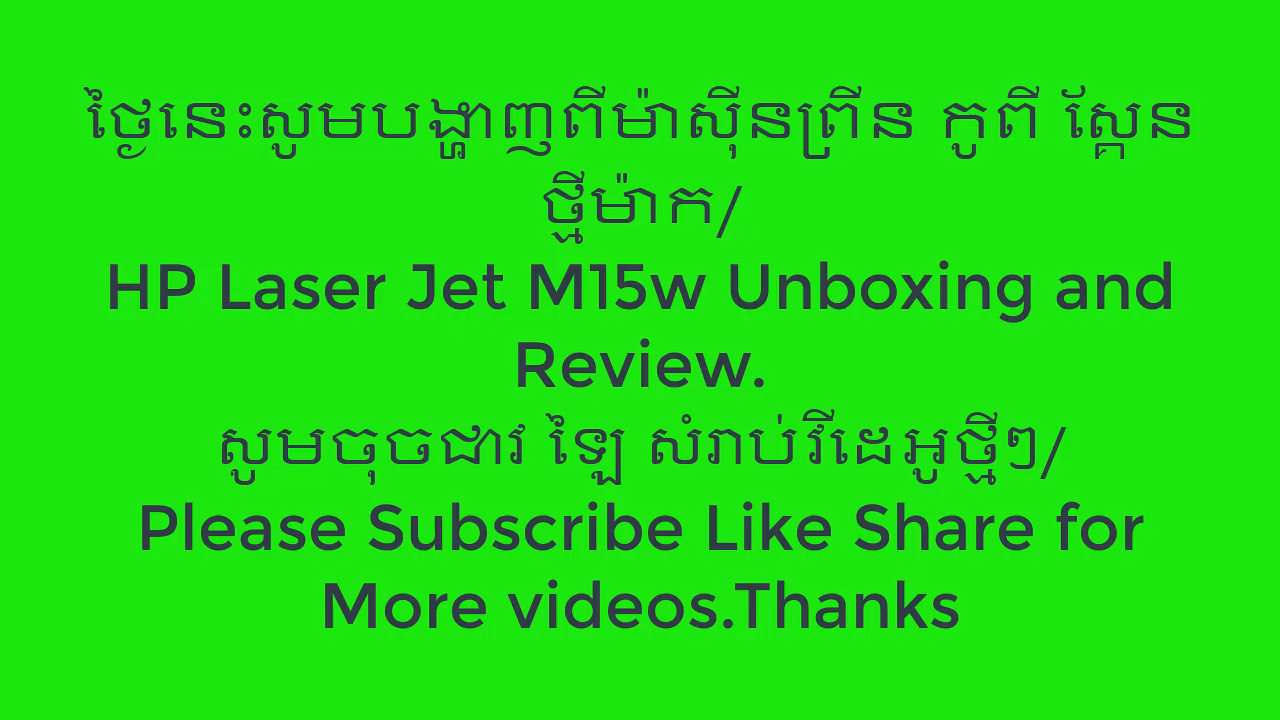 ថ្ងៃនេះសូមបង្ហាញពីម៉ាស៊ីនព្រីន កូពី ស្គែន
ថ្មីម៉ាក/
HP Laser Jet M15w Unboxing and
Review.
សូមចុចជាវ ឡៃ សំរាប់វីដេអូថ្មីៗ/
Please Subscribe Like Share for
More videos.Thanks